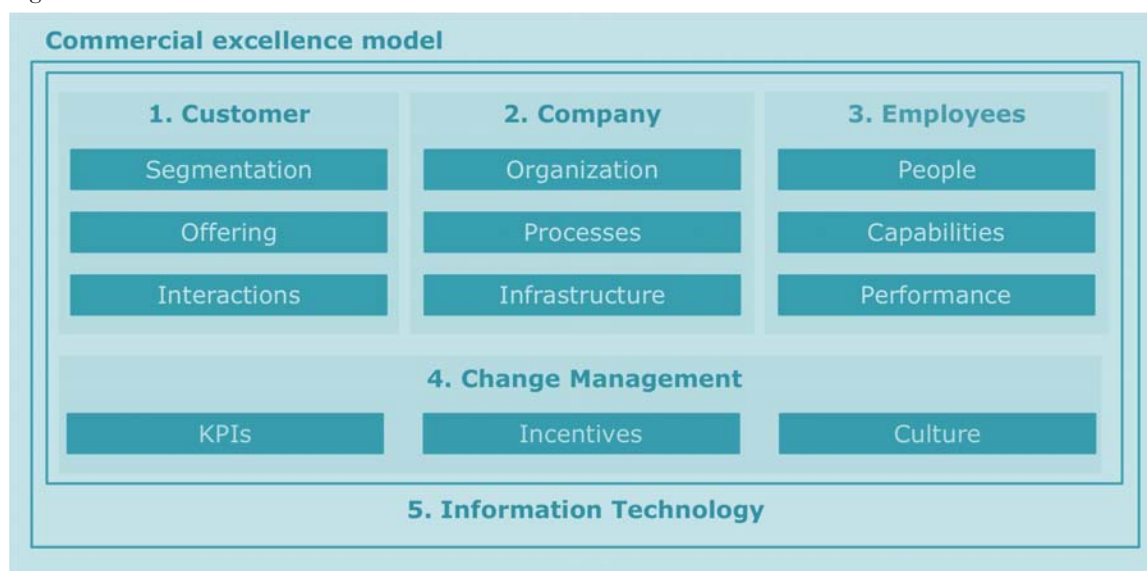 Commercial excellence model
1. Customer
Segmentation
Offering
Interactions
2. Company
Organization
Processes
Infrastructure
3. Employees
People
Capabilities
Performance
4. Change Management
KPIs
Incentives
Culture
5. Information Technology